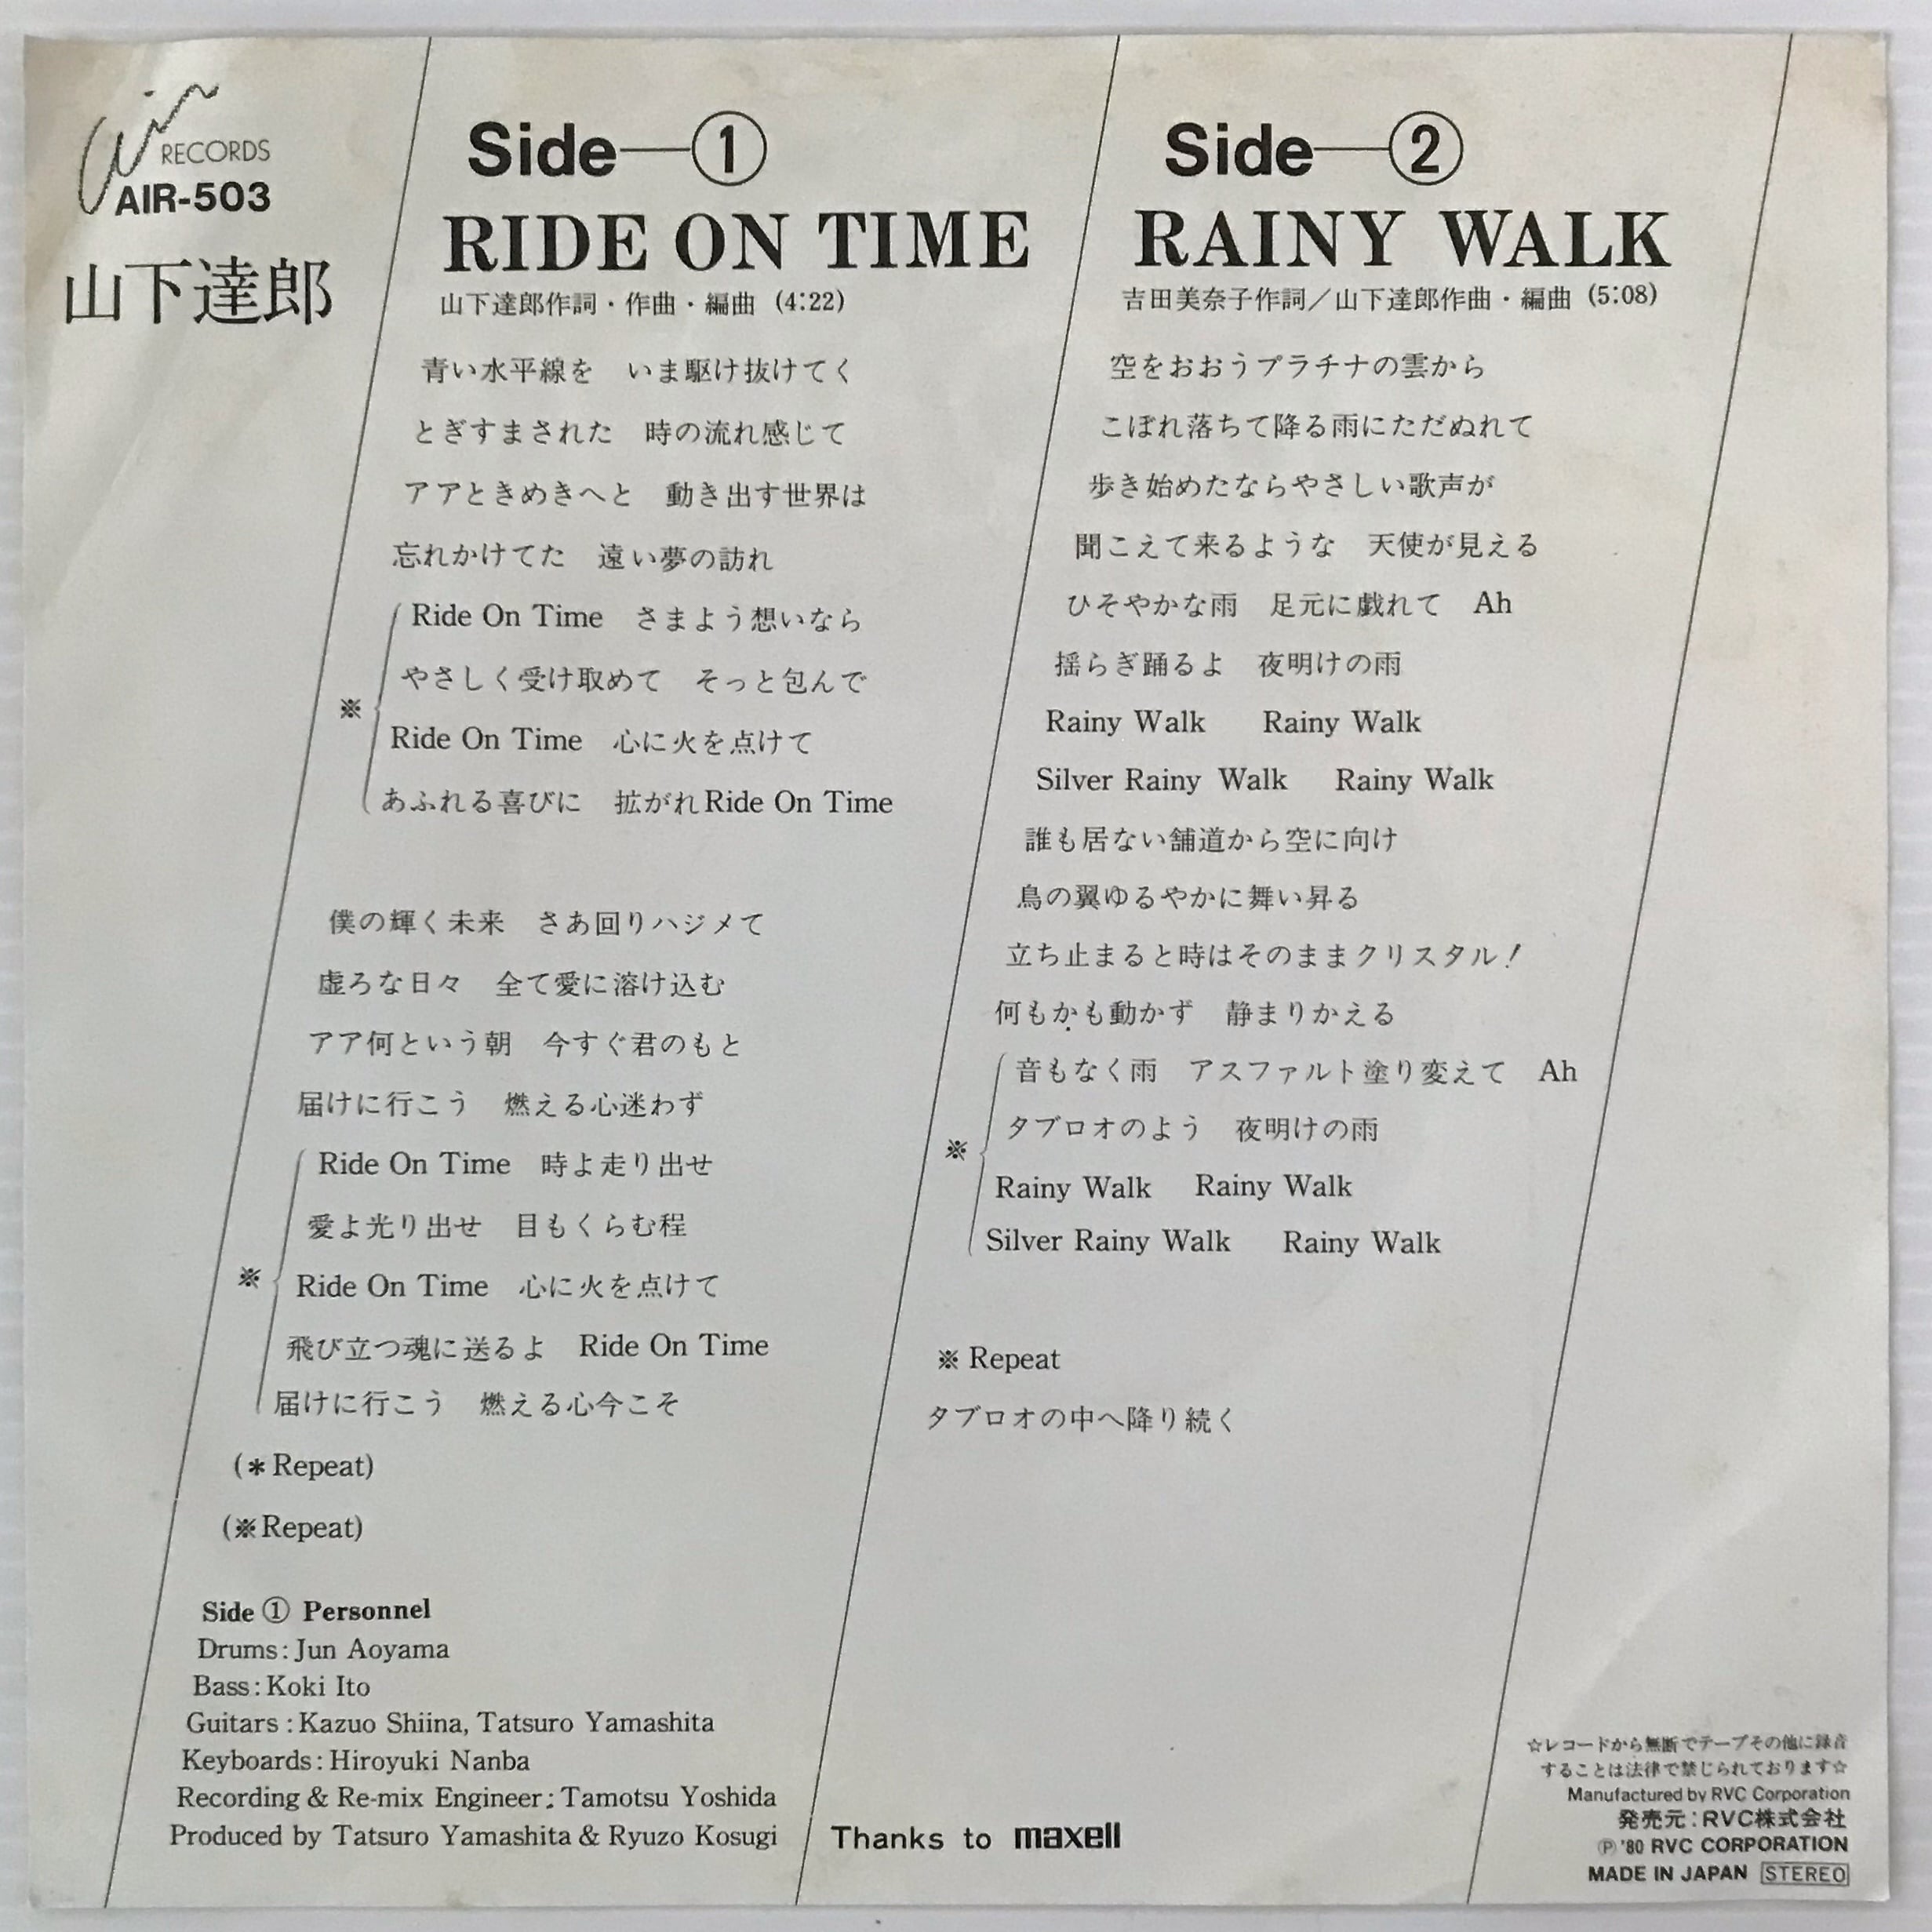 air RECORDS
AIR-503
山下達郎
Side—①
RIDE ON TIME
山下達郎作詞・作曲・編曲 (4:22)
青い水平線を　いま駆け抜けてく
とぎすまされた　時の流れ感じて
アアときめきへと　動き出す世界は
忘れかけてた　遠い夢の訪れ
Ride On Time　さまよう想いなら
やさしく受け取めて　そっと包んで
※
Ride On Time　心に火を点けて
あふれる喜びに　拡がれRide On Time
僕の輝く未来　さあ回りハジメて
虚ろな日々　全て愛に溶け込む
アア何という朝　今すぐ君のもと
届けに行こう　燃える心迷わず
Ride On Time　時よ走り出せ
愛よ光り出せ　目もくらむ程
※
Ride On Time　心に火を点けて
飛び立つ魂に送るよ　Ride On Time
届けに行こう　燃える心今こそ
(＊Repeat)
(※Repeat)
Side ① Personnel
Drums:Jun Aoyama
Bass:Koki Ito
Guitars:Kazuo Shiina, Tatsuro Yamashita
Keyboards:Hiroyuki Nanba
Recording & Re-mix Engineer:Tamotsu Yoshida
Produced by Tatsuro Yamashita & Ryuzo Kosugi
Side—②
RAINY WALK
吉田美奈子作詞／山下達郎作曲・編曲 (5:08)
空をおおうプラチナの雲から
こぼれ落ちて降る雨にただぬれて
歩き始めたならやさしい歌声が
聞こえて来るような　天使が見える
ひそやかな雨　足元に戯れて　Ah
揺らぎ踊るよ　夜明けの雨
Rainy Walk　Rainy Walk
Silver Rainy Walk　Rainy Walk
誰も居ない舗道から空に向け
鳥の翼ゆるやかに舞い昇る
立ち止まると時はそのままクリスタル！
何もかも動かず　静まりかえる
音もなく雨　アスファルト塗り変えて　Ah
タブロオのよう　夜明けの雨
※
Rainy Walk　Rainy Walk
Silver Rainy Walk　Rainy Walk
※ Repeat
タブロオの中へ降り続く
Thanks to maxell
☆レコードから無断でテープその他に録音
することは法律で禁じられております☆
Manufactured by RVC Corporation
発売元：RVC株式会社
Ⓟ '80 RVC CORPORATION
MADE IN JAPAN STEREO